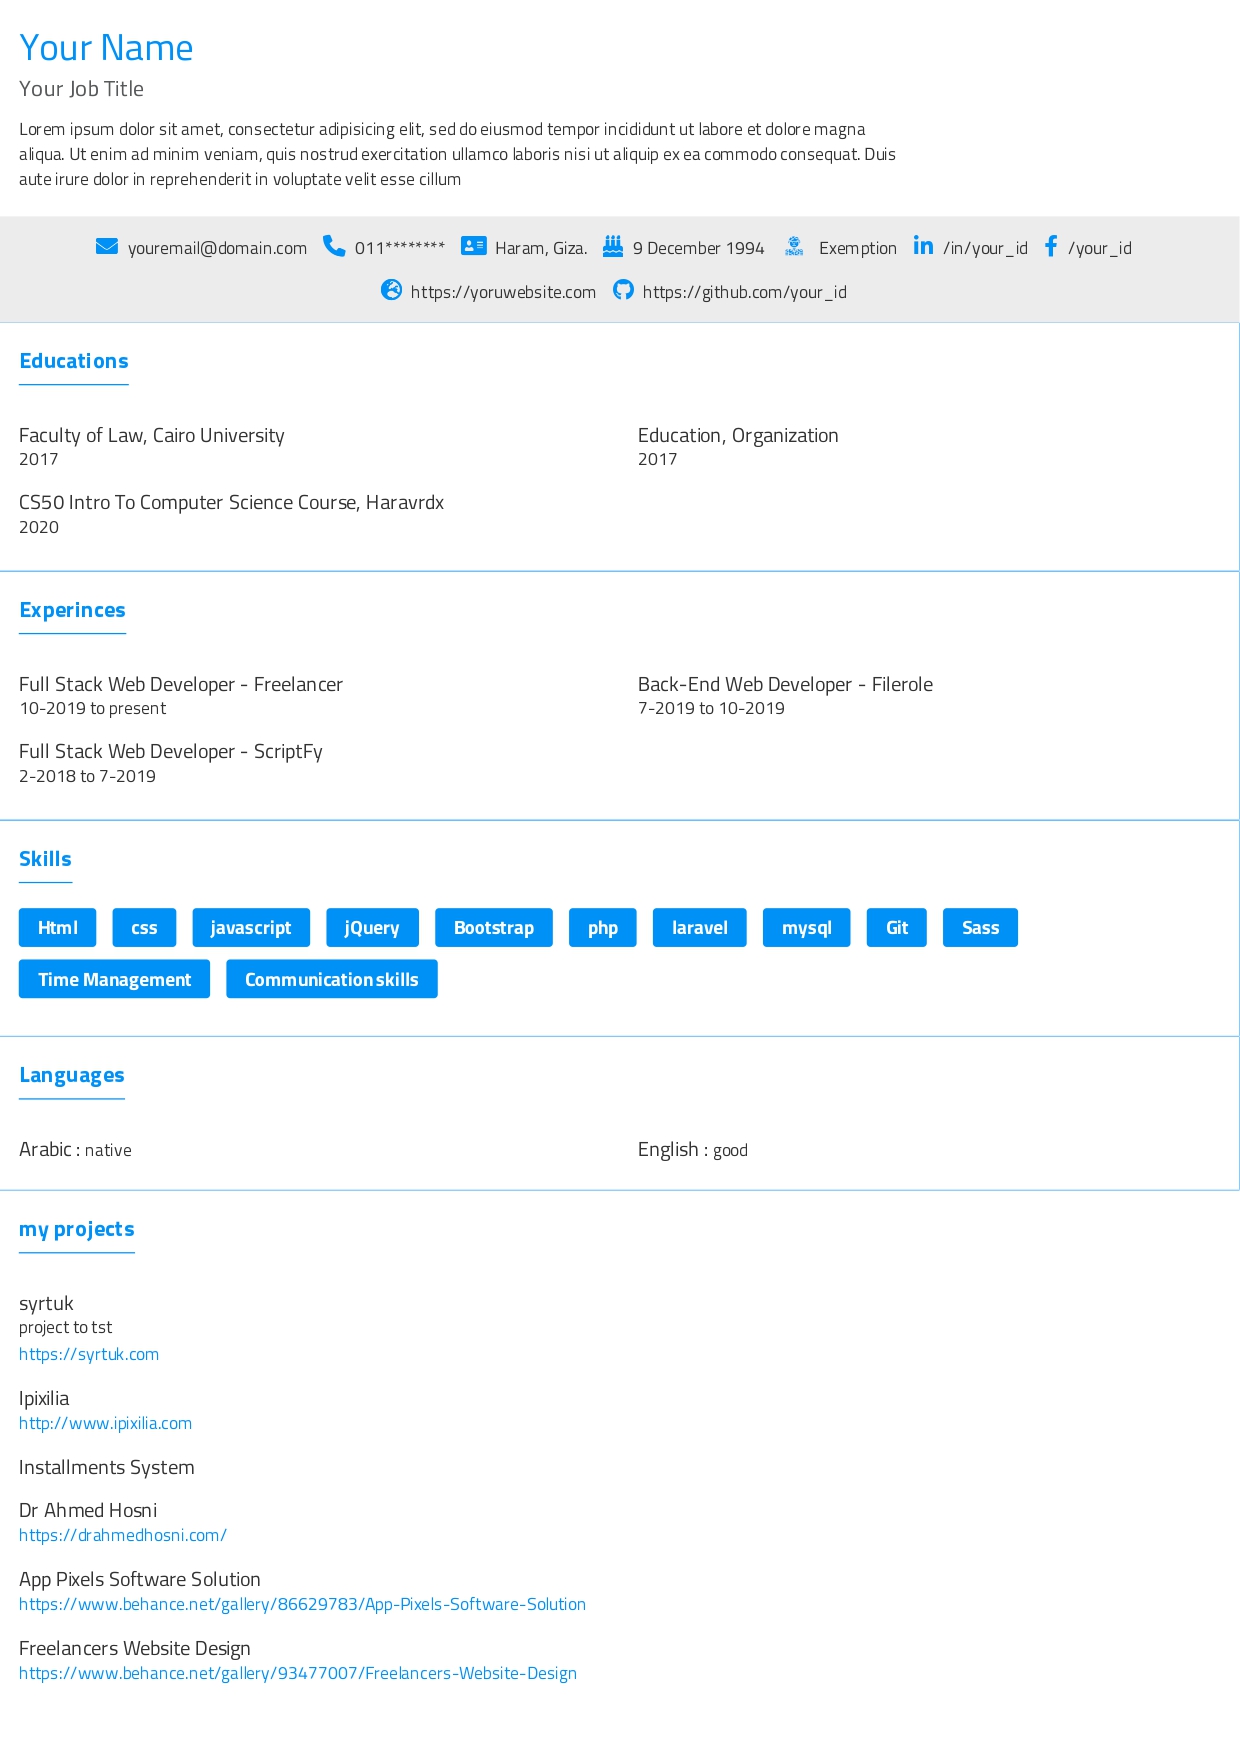 Your Name
Your Job Title
Lorem ipsum dolor sit amet, consectetur adipisicing elit, sed do eiusmod tempor incididunt ut labore et dolore magna
aliqua. Ut enim ad minim veniam, quis nostrud exercitation ullamco laboris nisi ut aliquip ex ea commodo consequat. Duis
aute irure dolor in reprehenderit in voluptate velit esse cillum
youremail@domain.com 011******** Haram, Giza. 9 December 1994 Exemption /in/your_id /your_id
https://yoruwebsite.com https://github.com/your_id
Educations
Faculty of Law, Cairo University
2017
Education, Organization
2017
CS50 Intro To Computer Science Course, Haravrdx
2020
Experinces
Full Stack Web Developer - Freelancer
10-2019 to present
Back-End Web Developer - Filerole
7-2019 to 10-2019
Full Stack Web Developer - ScriptFy
2-2018 to 7-2019
Skills
Html css javascript jQuery Bootstrap php laravel mysql Git Sass
Time Management Communication skills
Languages
Arabic : native
English : good
my projects
syrtuk
project to tst
https://syrtuk.com
Ipixilia
http://www.ipixilia.com
Installments System
Dr Ahmed Hosni
https://drahmedhosni.com/
App Pixels Software Solution
https://www.behance.net/gallery/86629783/App-Pixels-Software-Solution
Freelancers Website Design
https://www.behance.net/gallery/93477007/Freelancers-Website-Design